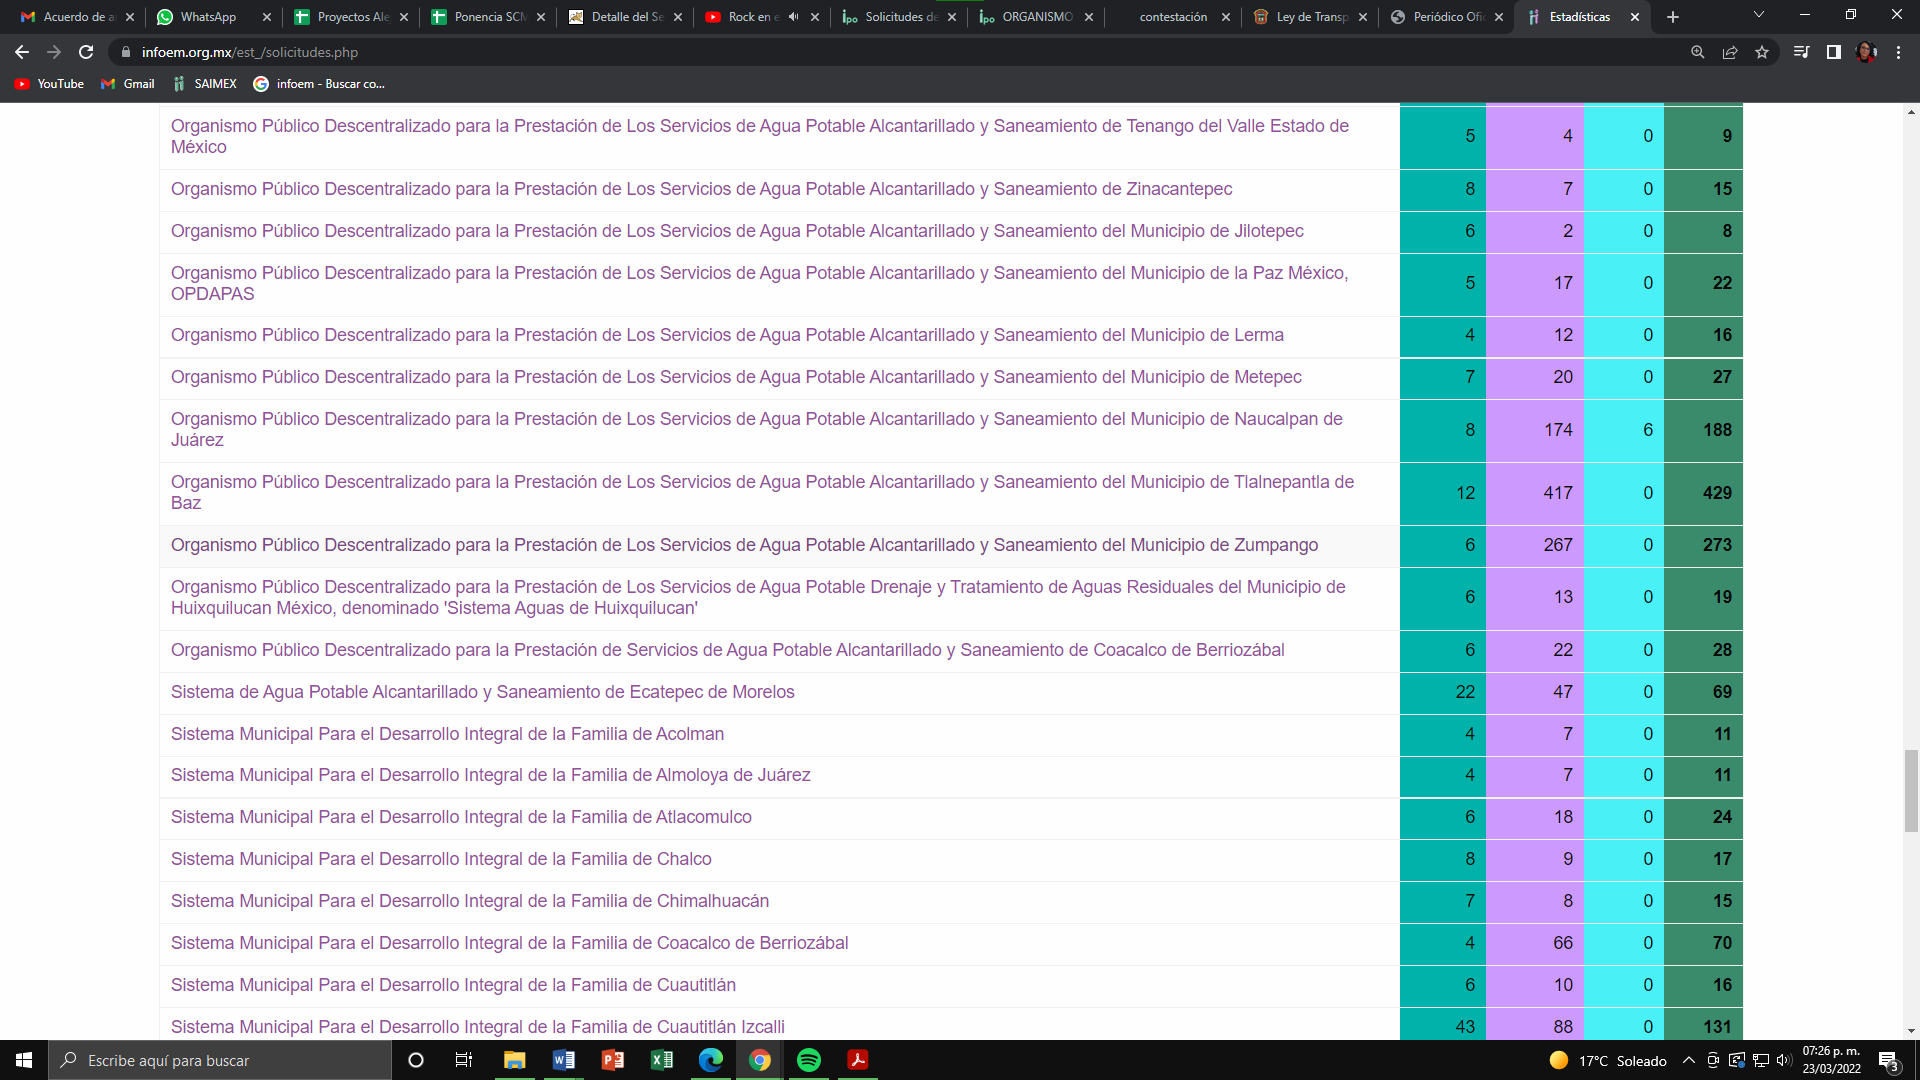 Acuerdo de a
WhatsApp
Proyectos Ale
Ponencia SCM
Detalle del Se
Rock en e
Solicitudes de
ORGANISMO
contestación
Ley de Transp
Periódico Ofic
Estadísticas
infoem.org.mx/est_/solicitudes.php
YouTube
Gmail
SAIMEX
infoem - Buscar co...
Organismo Público Descentralizado para la Prestación de Los Servicios de Agua Potable Alcantarillado y Saneamiento de Tenango del Valle Estado de
México
5 4 0 9
Organismo Público Descentralizado para la Prestación de Los Servicios de Agua Potable Alcantarillado y Saneamiento de Zinacantepec 8 7 0 15
Organismo Público Descentralizado para la Prestación de Los Servicios de Agua Potable Alcantarillado y Saneamiento del Municipio de Jilotepec 6 2 0 8
Organismo Público Descentralizado para la Prestación de Los Servicios de Agua Potable Alcantarillado y Saneamiento del Municipio de la Paz México,
OPDAPAS
5 17 0 22
Organismo Público Descentralizado para la Prestación de Los Servicios de Agua Potable Alcantarillado y Saneamiento del Municipio de Lerma 4 12 0 16
Organismo Público Descentralizado para la Prestación de Los Servicios de Agua Potable Alcantarillado y Saneamiento del Municipio de Metepec 7 20 0 27
Organismo Público Descentralizado para la Prestación de Los Servicios de Agua Potable Alcantarillado y Saneamiento del Municipio de Naucalpan de
Juárez
8 174 6 188
Organismo Público Descentralizado para la Prestación de Los Servicios de Agua Potable Alcantarillado y Saneamiento del Municipio de Tlalnepantla de
Baz
12 417 0 429
Organismo Público Descentralizado para la Prestación de Los Servicios de Agua Potable Alcantarillado y Saneamiento del Municipio de Zumpango 6 267 0 273
Organismo Público Descentralizado para la Prestación de Los Servicios de Agua Potable Drenaje y Tratamiento de Aguas Residuales del Municipio de
Huixquilucan México, denominado 'Sistema Aguas de Huixquilucan'
6 13 0 19
Organismo Público Descentralizado para la Prestación de Servicios de Agua Potable Alcantarillado y Saneamiento de Coacalco de Berriozábal 6 22 0 28
Sistema de Agua Potable Alcantarillado y Saneamiento de Ecatepec de Morelos 22 47 0 69
Sistema Municipal Para el Desarrollo Integral de la Familia de Acolman 4 7 0 11
Sistema Municipal Para el Desarrollo Integral de la Familia de Almoloya de Juárez 4 7 0 11
Sistema Municipal Para el Desarrollo Integral de la Familia de Atlacomulco 6 18 0 24
Sistema Municipal Para el Desarrollo Integral de la Familia de Chalco 8 9 0 17
Sistema Municipal Para el Desarrollo Integral de la Familia de Chimalhuacán 7 8 0 15
Sistema Municipal Para el Desarrollo Integral de la Familia de Coacalco de Berriozábal 4 66 0 70
Sistema Municipal Para el Desarrollo Integral de la Familia de Cuautitlán 6 10 0 16
Sistema Municipal Para el Desarrollo Integral de la Familia de Cuautitlán Izcalli 43 88 0 131
Escribe aquí para buscar
17°C Soleado
07:26 p. m.
23/03/2022
3